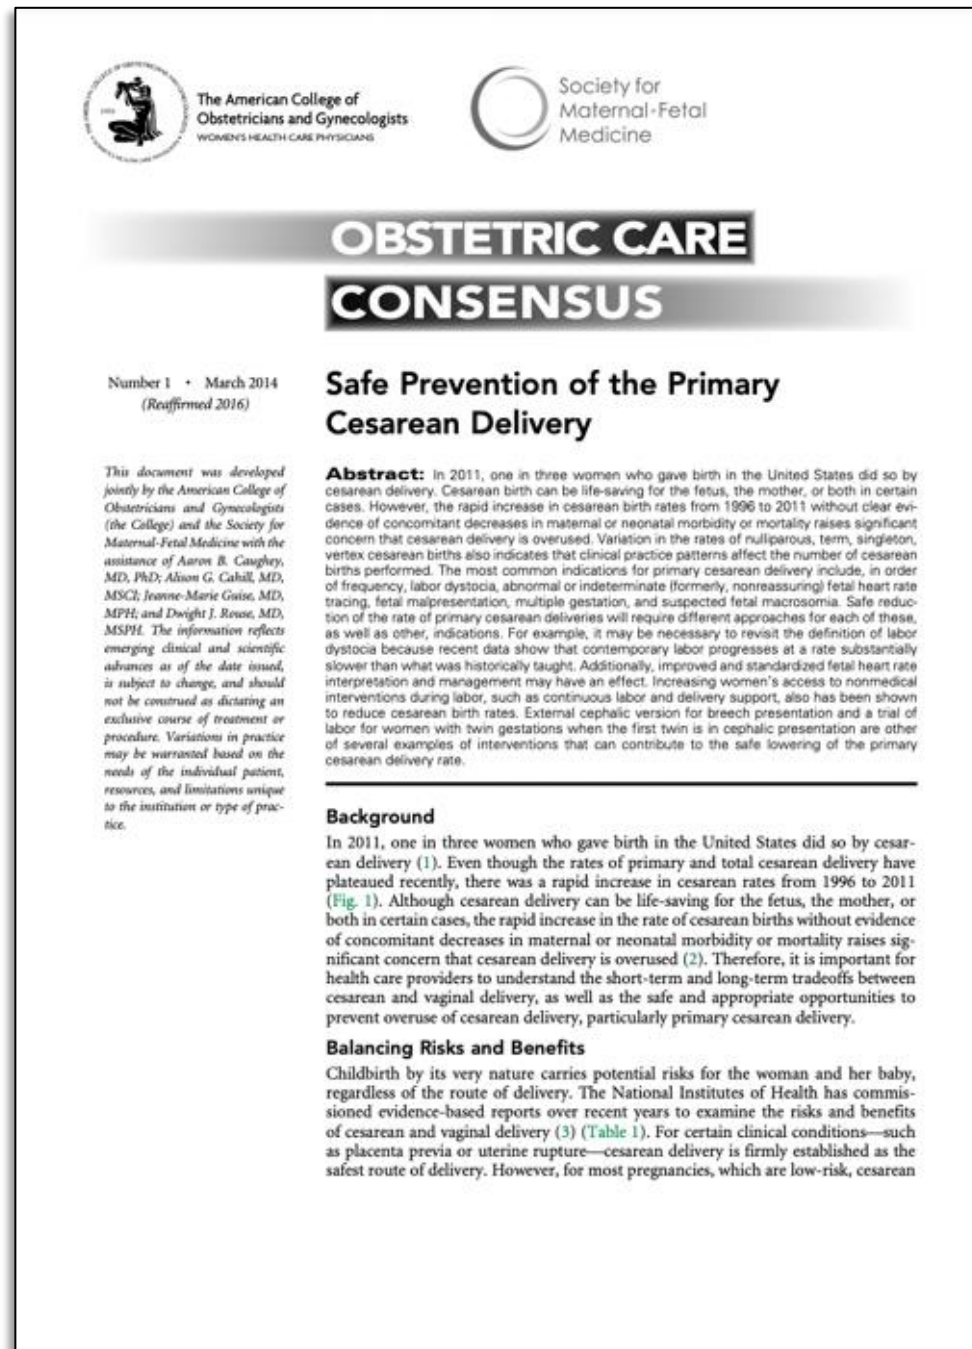 The American College of
Obstetricians and Gynecologists
WOMEN'S HEALTH CARE PHYSICIANS
Society for
Maternal-Fetal
Medicine
OBSTETRIC CARE
CONSENSUS
Number 1 • March 2014
(Reaffirmed 2016)
This document was developed
jointly by the American College of
Obstetricians and Gynecologists
(the College) and the Society for
Maternal-Fetal Medicine with the
assistance of Aaron B. Caughey,
MD, PhD; Alison G. Cahill, MD,
MSCI; Jeanne-Marie Guise, MD,
MPH; and Dwight J. Rouse, MD,
MSPH. The information reflects
emerging clinical and scientific
advances as of the date issued,
is subject to change, and should
not be construed as dictating an
exclusive course of treatment or
procedure. Variations in practice
may be warranted based on the
needs of the individual patient,
resources, and limitations unique
to the institution or type of prac-
tice.
Safe Prevention of the Primary
Cesarean Delivery
Abstract: In 2011, one in three women who gave birth in the United States did so by
cesarean delivery. Cesarean birth can be life-saving for the fetus, the mother, or both in certain
cases. However, the rapid increase in cesarean birth rates from 1996 to 2011 without clear evi-
dence of concomitant decreases in maternal or neonatal morbidity or mortality raises significant
concern that cesarean delivery is overused. Variation in the rates of nulliparous, term, singleton,
vertex cesarean births also indicates that clinical practice patterns affect the number of cesarean
births performed. The most common indications for primary cesarean delivery include, in order
of frequency, labor dystocia, abnormal or indeterminate (formerly, nonreassuring) fetal heart rate
tracing, fetal malpresentation, multiple gestation, and suspected fetal macrosomia. Safe reduc-
tion of the rate of primary cesarean deliveries will require different approaches for each of these,
as well as other, indications. For example, it may be necessary to revisit the definition of labor
dystocia because recent data show that contemporary labor progresses at a rate substantially
slower than what was historically taught. Additionally, improved and standardized fetal heart rate
interpretation and management may have an effect. Increasing women's access to nonmedical
interventions during labor, such as continuous labor and delivery support, also has been shown
to reduce cesarean birth rates. External cephalic version for breech presentation and a trial of
labor for women with twin gestations when the first twin is in cephalic presentation are other
of several examples of interventions that can contribute to the safe lowering of the primary
cesarean delivery rate.
Background
In 2011, one in three women who gave birth in the United States did so by cesar-
ean delivery (1). Even though the rates of primary and total cesarean delivery have
plateaued recently, there was a rapid increase in cesarean rates from 1996 to 2011
(Fig. 1). Although cesarean delivery can be life-saving for the fetus, the mother, or
both in certain cases, the rapid increase in the rate of cesarean births without evidence
of concomitant decreases in maternal or neonatal morbidity or mortality raises sig-
nificant concern that cesarean delivery is overused (2). Therefore, it is important for
health care providers to understand the short-term and long-term tradeoffs between
cesarean and vaginal delivery, as well as the safe and appropriate opportunities to
prevent overuse of cesarean delivery, particularly primary cesarean delivery.
Balancing Risks and Benefits
Childbirth by its very nature carries potential risks for the woman and her baby,
regardless of the route of delivery. The National Institutes of Health has commis-
sioned evidence-based reports over recent years to examine the risks and benefits
of cesarean and vaginal delivery (3) (Table 1). For certain clinical conditions—such
as placenta previa or uterine rupture—cesarean delivery is firmly established as the
safest route of delivery. However, for most pregnancies, which are low-risk, cesarean